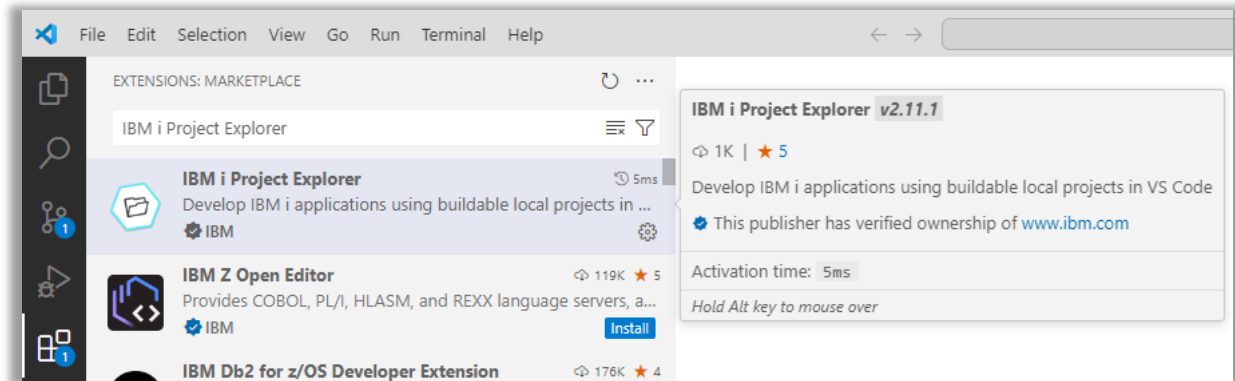 File Edit Selection View Go Run Terminal Help
EXTENSIONS: MARKETPLACE
IBM i Project Explorer
IBM i Project Explorer
5ms
Develop IBM i applications using buildable local projects in ...
IBM
IBM Z Open Editor
119K ★ 5
Provides COBOL, PL/I, HLASM, and REXX language servers, a...
IBM
Install
IBM Db2 for z/OS Developer Extension
176K ★ 4
1
1
IBM i Project Explorer v2.11.1
1K | ★ 5
Develop IBM i applications using buildable local projects in VS Code
This publisher has verified ownership of www.ibm.com
Activation time: 5ms
Hold Alt key to mouse over